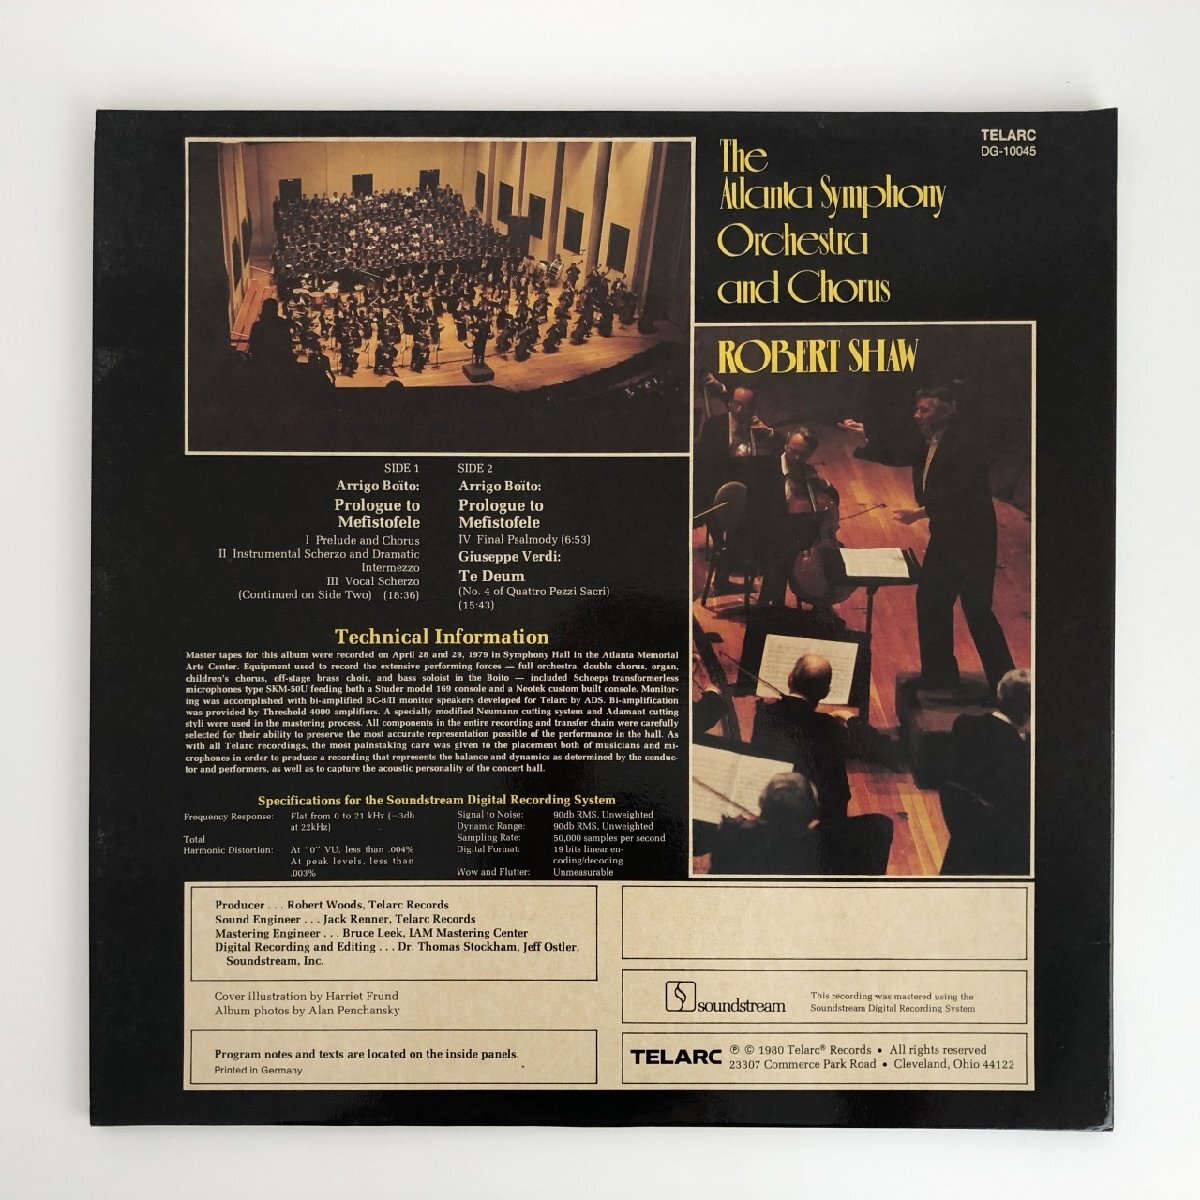 TELARC
DG-10045
The
Atlanta Symphony
Orchestra
and Chorus
ROBERT SHAW
SIDE 1
Arrigo Boïto:
Prologue to
Mefistofele
I Prelude and Chorus
II Instrumental Scherzo and Dramatic
Intermezzo
III Vocal Scherzo
(Continued on Side Two) (18:36)
SIDE 2
Arrigo Boïto:
Prologue to
Mefistofele
IV Final Psalmody (6:53)
Giuseppe Verdi:
Te Deum
(No. 4 of Quattro Pezzi Sacri)
(15:43)
Technical Information
Master tapes for this album were recorded on April 28 and 29, 1979 in Symphony Hall in the Atlanta Memorial
Arts Center. Equipment used to record the extensive performing forces — full orchestra, double chorus, organ,
children's chorus, off-stage brass choir, and bass soloist in the Boito — included Schoeps transformerless
microphones type SKM-50U feeding both a Studer model 169 console and a Neotek custom built console. Monitor-
ing was accomplished with bi-amplified BC-8/II monitor speakers developed for Telarc by ADS. Bi-amplification
was provided by Threshold 4000 amplifiers. A specially modified Neumann cutting system and Adamant cutting
styli were used in the mastering process. All components in the entire recording and transfer chain were carefully
selected for their ability to preserve the most accurate representation possible of the performance in the hall. As
with all Telarc recordings, the most painstaking care was given to the placement both of musicians and mi-
crophones in order to produce a recording that represents the balance and dynamics as determined by the conduc-
tor and performers, as well as to capture the acoustic personality of the concert hall.
Specifications for the Soundstream Digital Recording System
Frequency Response: Flat from 0 to 21 kHz (−3db
at 22kHz)
Total
Harmonic Distortion: At "0" VU, less than .004%
At peak levels, less than
.003%
Signal to Noise: 90db RMS, Unweighted
Dynamic Range: 90db RMS, Unweighted
Sampling Rate: 50,000 samples per second
Digital Format: 19 bits linear en-
coding/decoding
Wow and Flutter: Unmeasurable
Producer . . . Robert Woods, Telarc Records
Sound Engineer . . . Jack Renner, Telarc Records
Mastering Engineer . . . Bruce Leek, IAM Mastering Center
Digital Recording and Editing . . . Dr. Thomas Stockham, Jeff Ostler,
Soundstream, Inc.
Cover illustration by Harriet Frund
Album photos by Alan Penchansky
Program notes and texts are located on the inside panels.
Printed in Germany
soundstream
This recording was mastered using the
Soundstream Digital Recording System
TELARC
℗ © 1980 Telarc® Records • All rights reserved
23307 Commerce Park Road • Cleveland, Ohio 44122